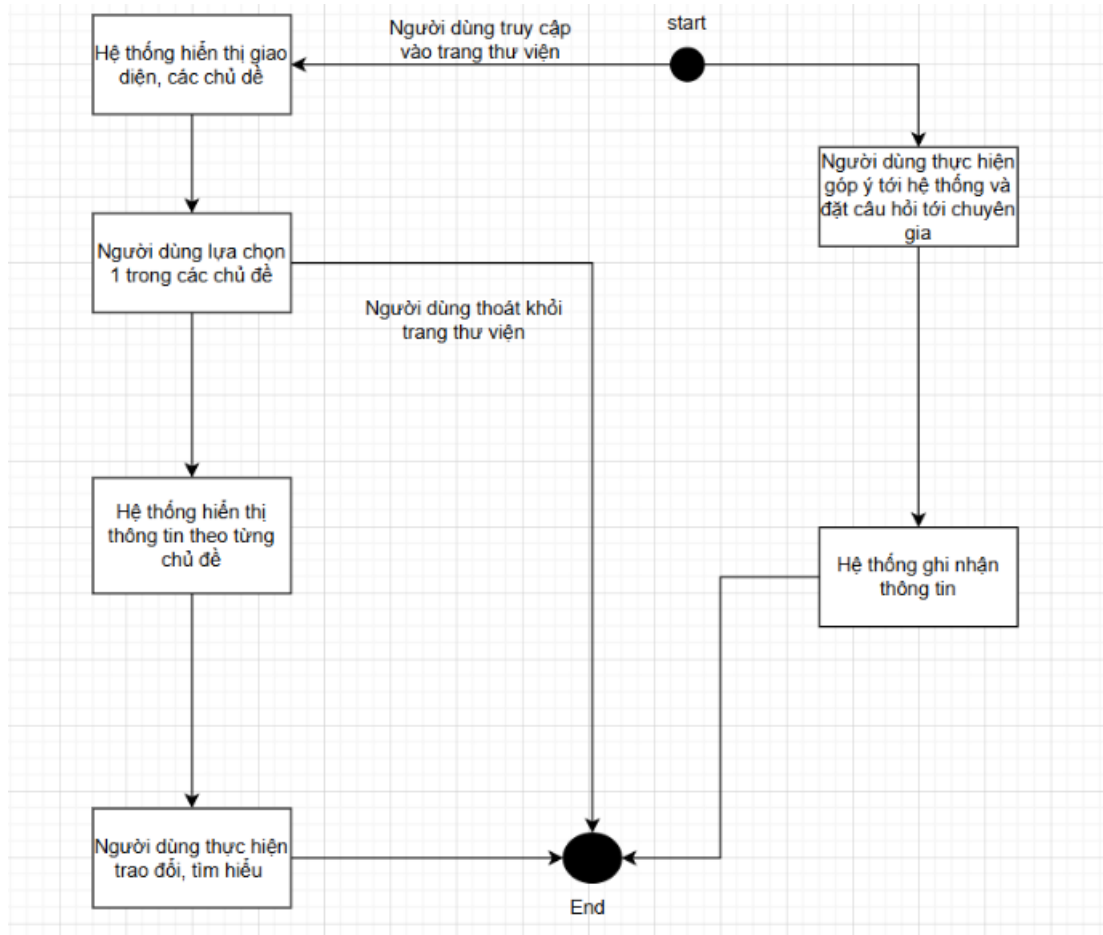 Người dùng truy cập
vào trang thư viện
start
Hệ thống hiển thị giao
diện, các chủ dề
Người dùng thực hiện
góp ý tới hệ thống và
đặt câu hỏi tới chuyên
gia
Người dùng lựa chọn
1 trong các chủ đề
Người dùng thoát khỏi
trang thư viện
Hệ thống hiển thị
thông tin theo từng
chủ đề
Hệ thống ghi nhận
thông tin
Người dùng thực hiện
trao đổi, tìm hiểu
End